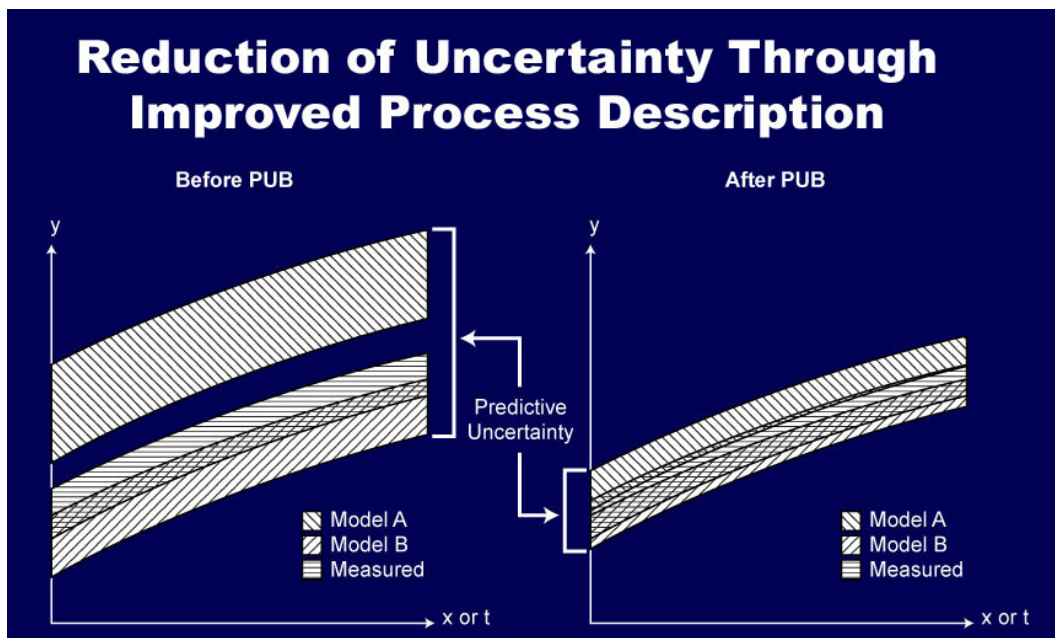 Reduction of Uncertainty Through
Improved Process Description
Before PUB
After PUB
y
y
Predictive
Uncertainty
Model A
Model B
Measured
Model A
Model B
Measured
x or t
x or t